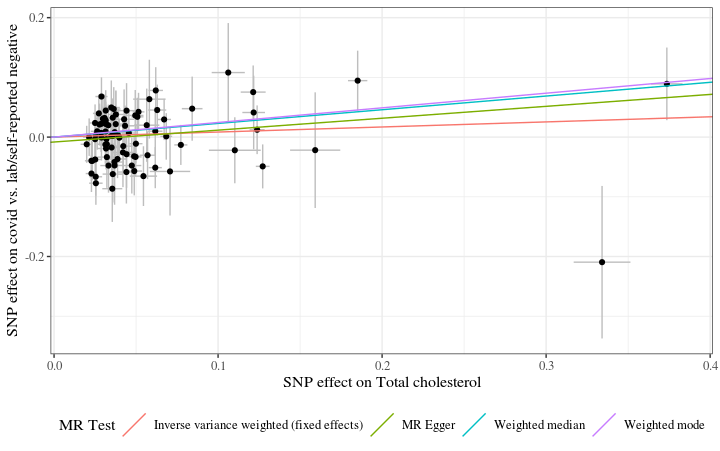 SNP effect on covid vs. lab/self-reported negative
0.2
0.0
-0.2
0.0 0.1 0.2 0.3 0.4
SNP effect on Total cholesterol
MR Test Inverse variance weighted (fixed effects) MR Egger Weighted median Weighted mode